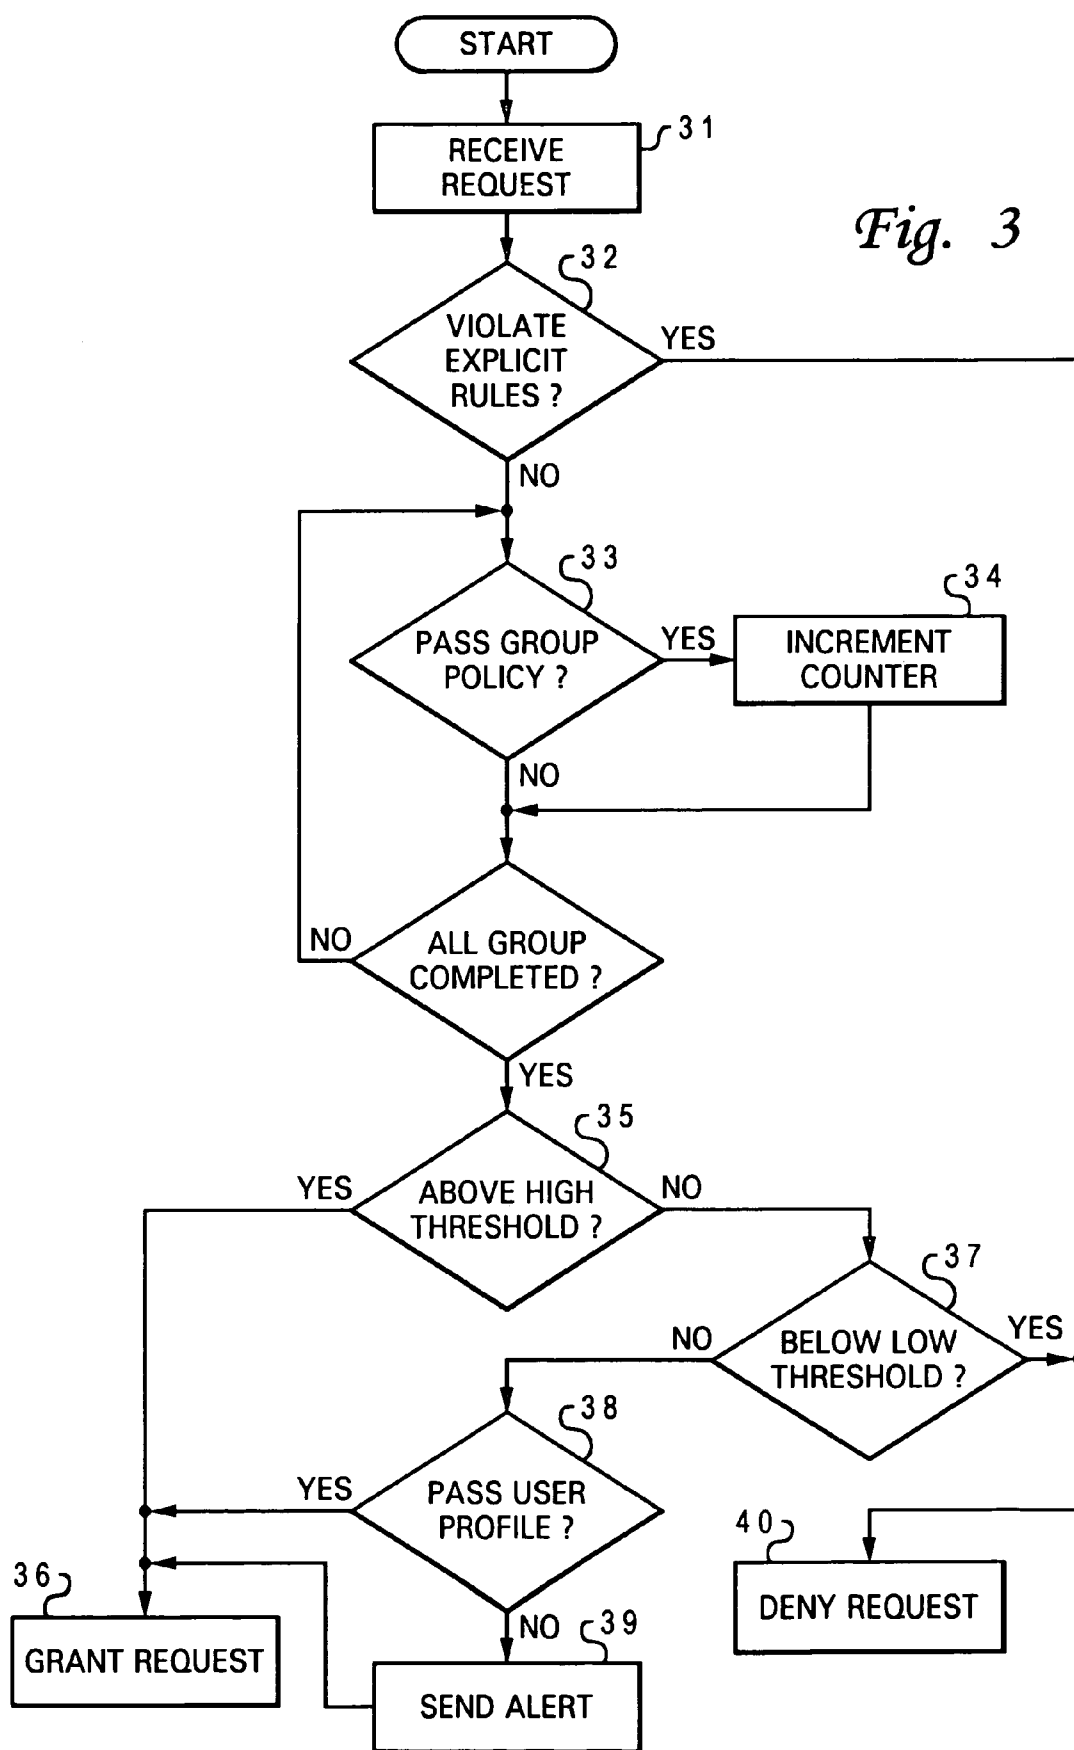 START
31
RECEIVE
REQUEST
Fig. 3
32
VIOLATE
EXPLICIT
RULES ?
YES
NO
33
34
PASS GROUP
POLICY ?
YES
INCREMENT
COUNTER
NO
NO
ALL GROUP
COMPLETED ?
YES
35
YES
ABOVE HIGH
THRESHOLD ?
NO
37
NO
BELOW LOW
THRESHOLD ?
YES
38
YES
PASS USER
PROFILE ?
40
DENY REQUEST
36
GRANT REQUEST
NO
39
SEND ALERT